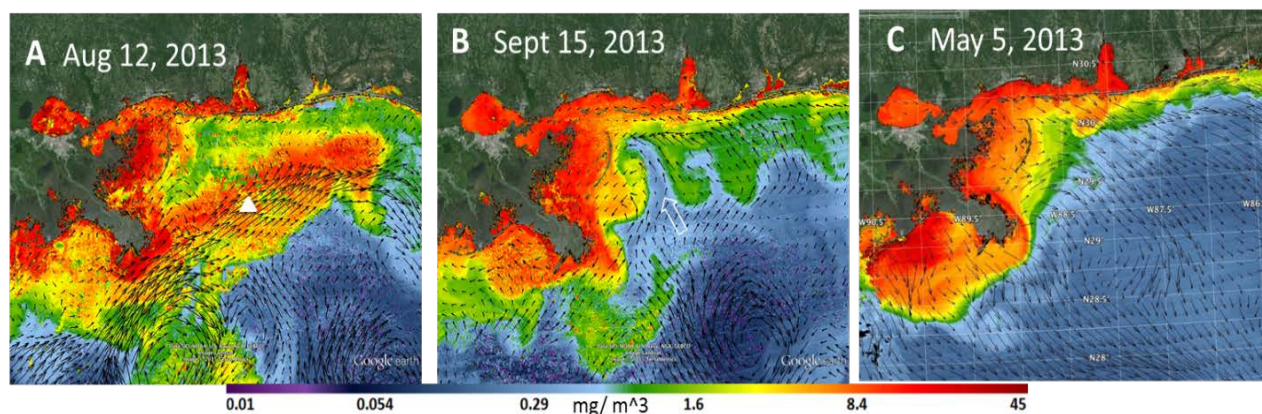 A Aug 12, 2013
B Sept 15, 2013
C May 5, 2013
N30.5°
N30°
W90.5°
W89.5°
W88.5°
W87.5°
W86
N29°
N28.5°
N28°
Google earth
Google earth
0.01 0.054 0.29 mg/ m^3 1.6 8.4 45